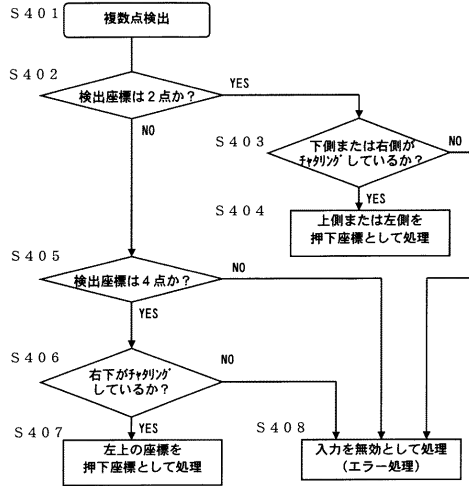 S401
複数点検出
S402
検出座標は2点か？
YES
NO
S403
下側または右側が
ﾁｬﾀﾘﾝｸﾞしているか？
NO
YES
S404
上側または左側を
押下座標として処理
S405
検出座標は4点か？
NO
YES
S406
右下がﾁｬﾀﾘﾝｸﾞ
しているか？
NO
YES
S407
左上の座標を
押下座標として処理
S408
入力を無効として処理
（エラー処理）